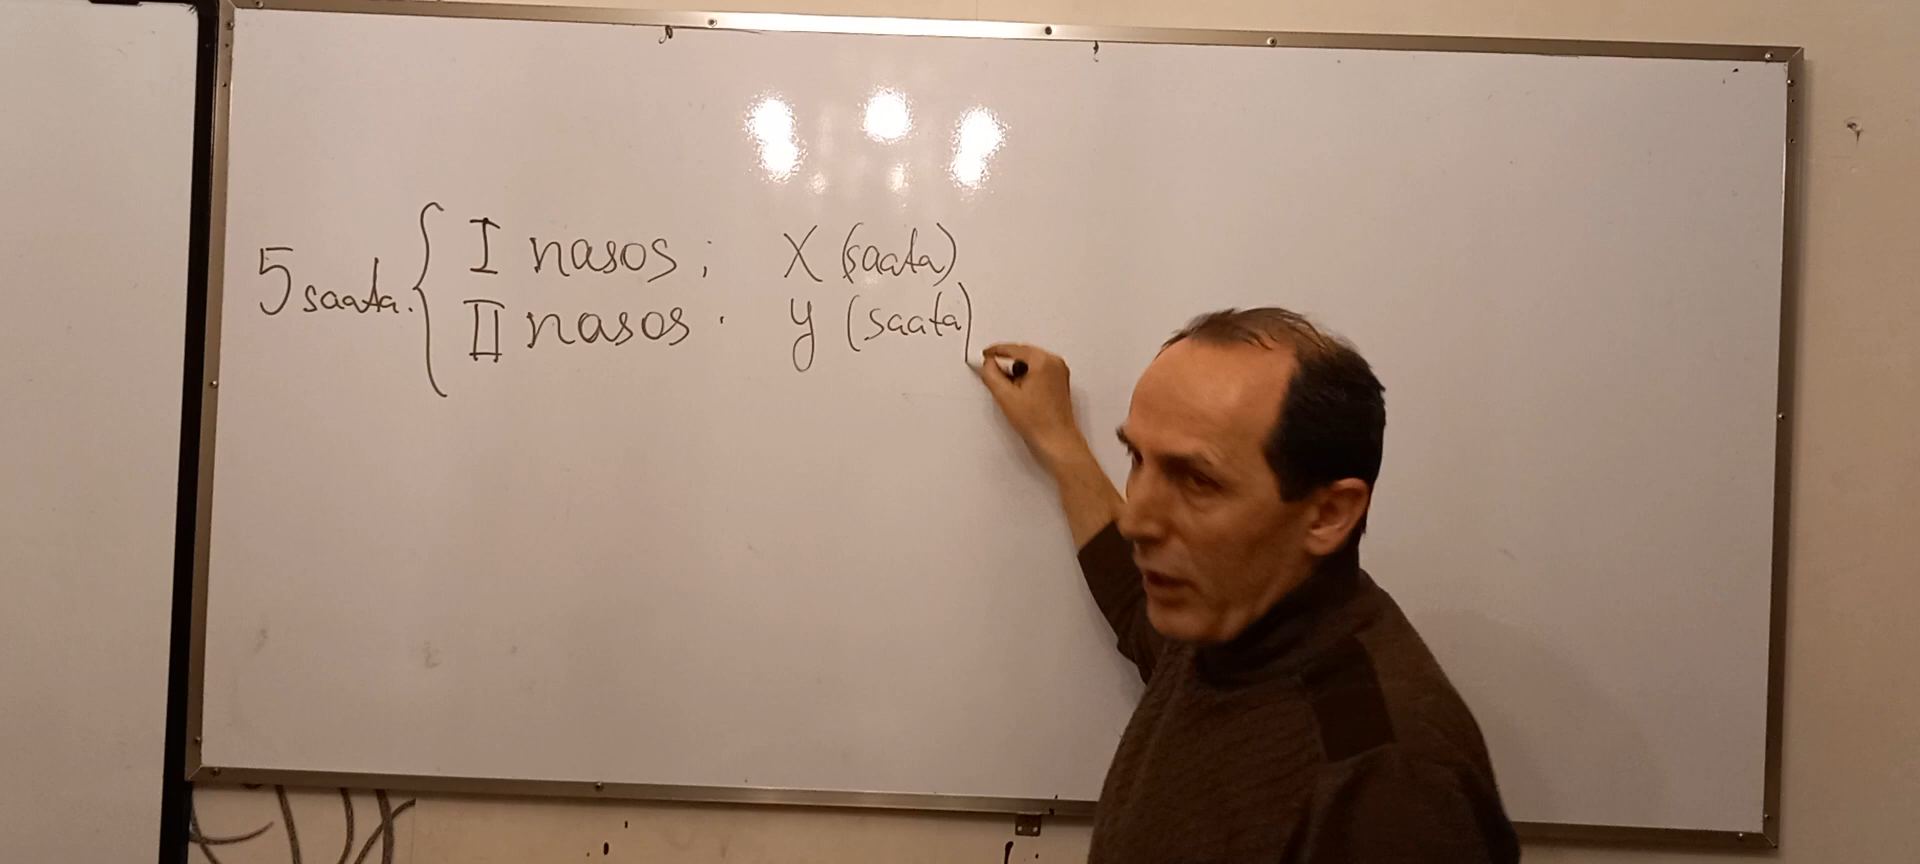 5 saata.
I nasos; X (saata)
II nasos. y (saata)